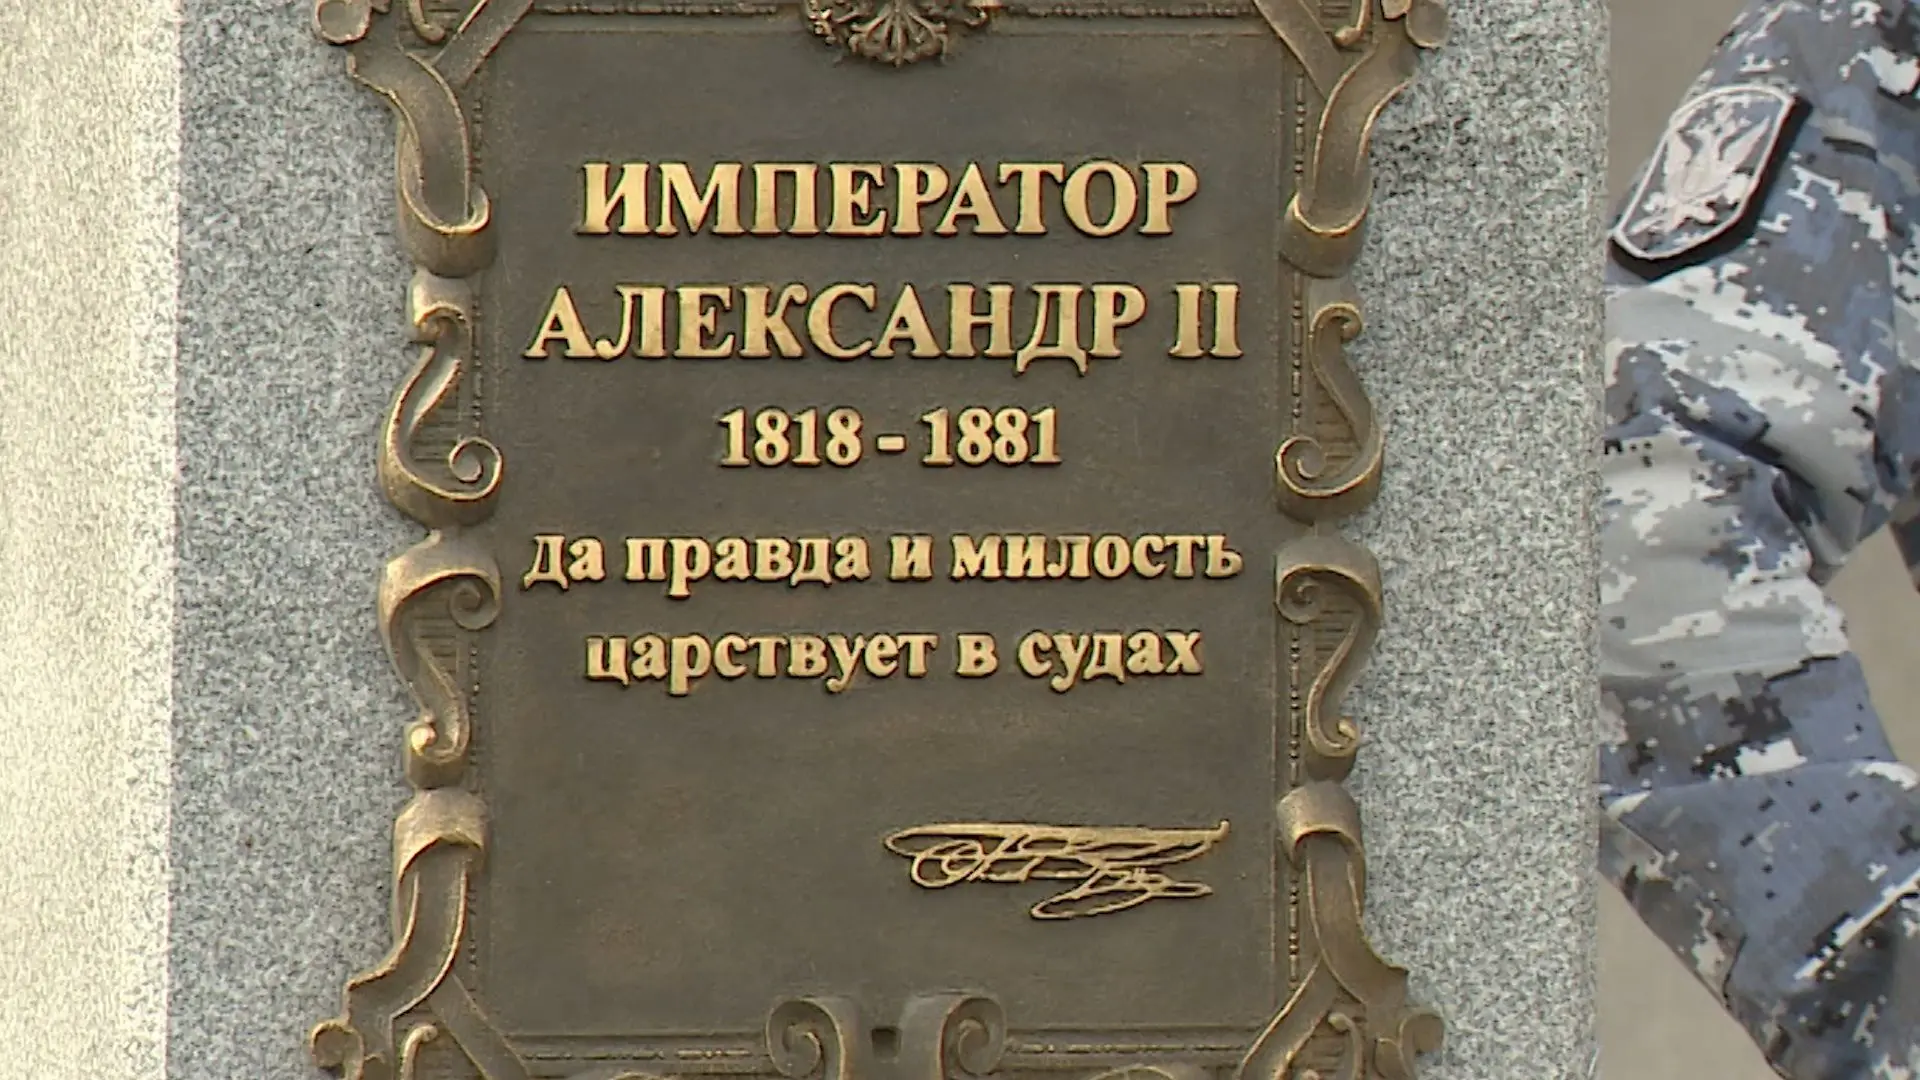 ИМПЕРАТОР
АЛЕКСАНДР II
1818 - 1881
да правда и милость
царствует в судах